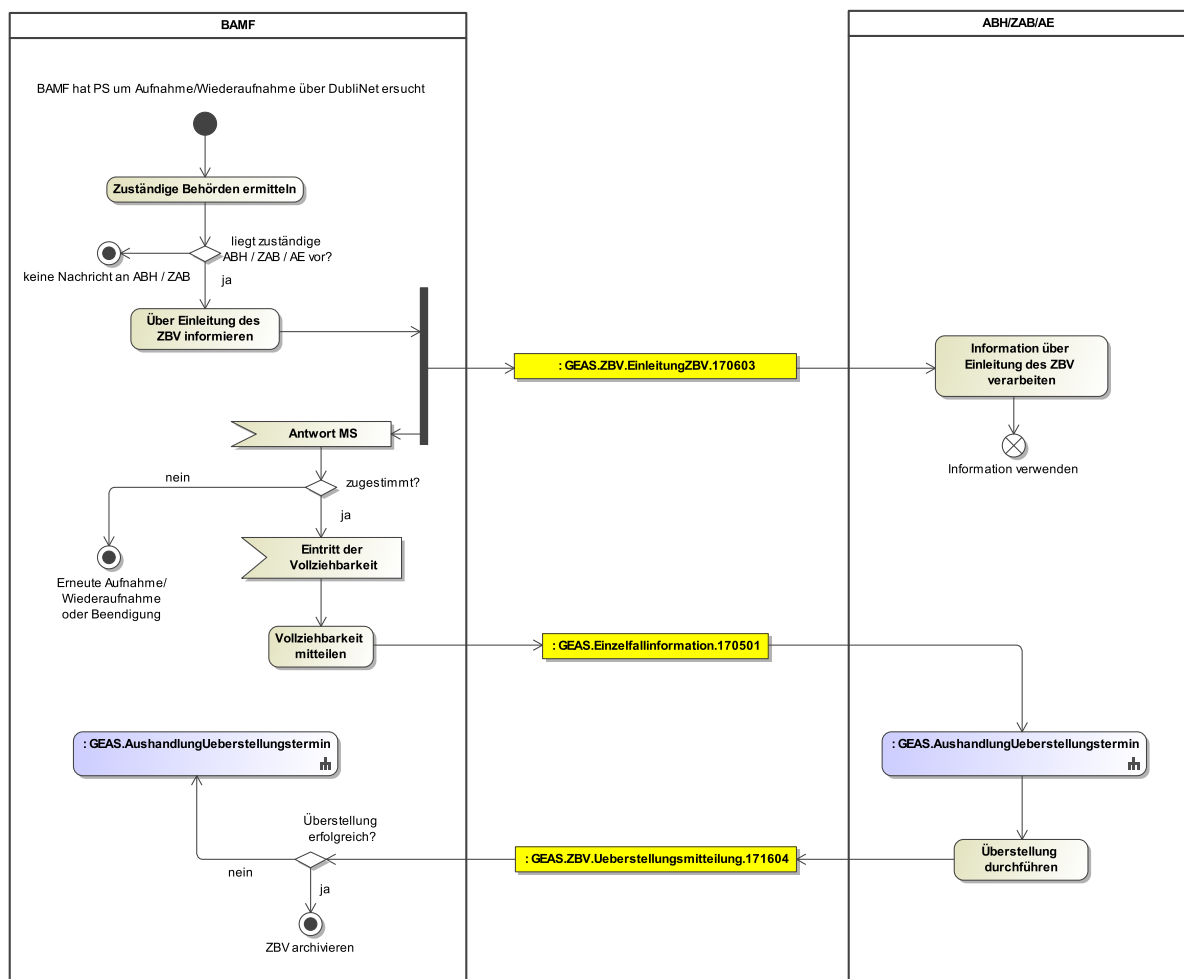 BAMF
ABH/ZAB/AE
BAMF hat PS um Aufnahme/Wiederaufnahme über DubliNet ersucht
Zuständige Behörden ermitteln
liegt zuständige
ABH / ZAB / AE vor?
keine Nachricht an ABH / ZAB
ja
Über Einleitung des
ZBV informieren
: GEAS.ZBV.EinleitungZBV.170603
Information über
Einleitung des ZBV
verarbeiten
Antwort MS
Information verwenden
nein
zugestimmt?
ja
Eintritt der
Vollziehbarkeit
Erneute Aufnahme/
Wiederaufnahme
oder Beendigung
Vollziehbarkeit
mitteilen
: GEAS.Einzelfallinformation.170501
: GEAS.AushandlungUeberstellungstermin
: GEAS.AushandlungUeberstellungstermin
Überstellung
erfolgreich?
: GEAS.ZBV.Ueberstellungsmitteilung.171604
Überstellung
durchführen
nein
ja
ZBV archivieren